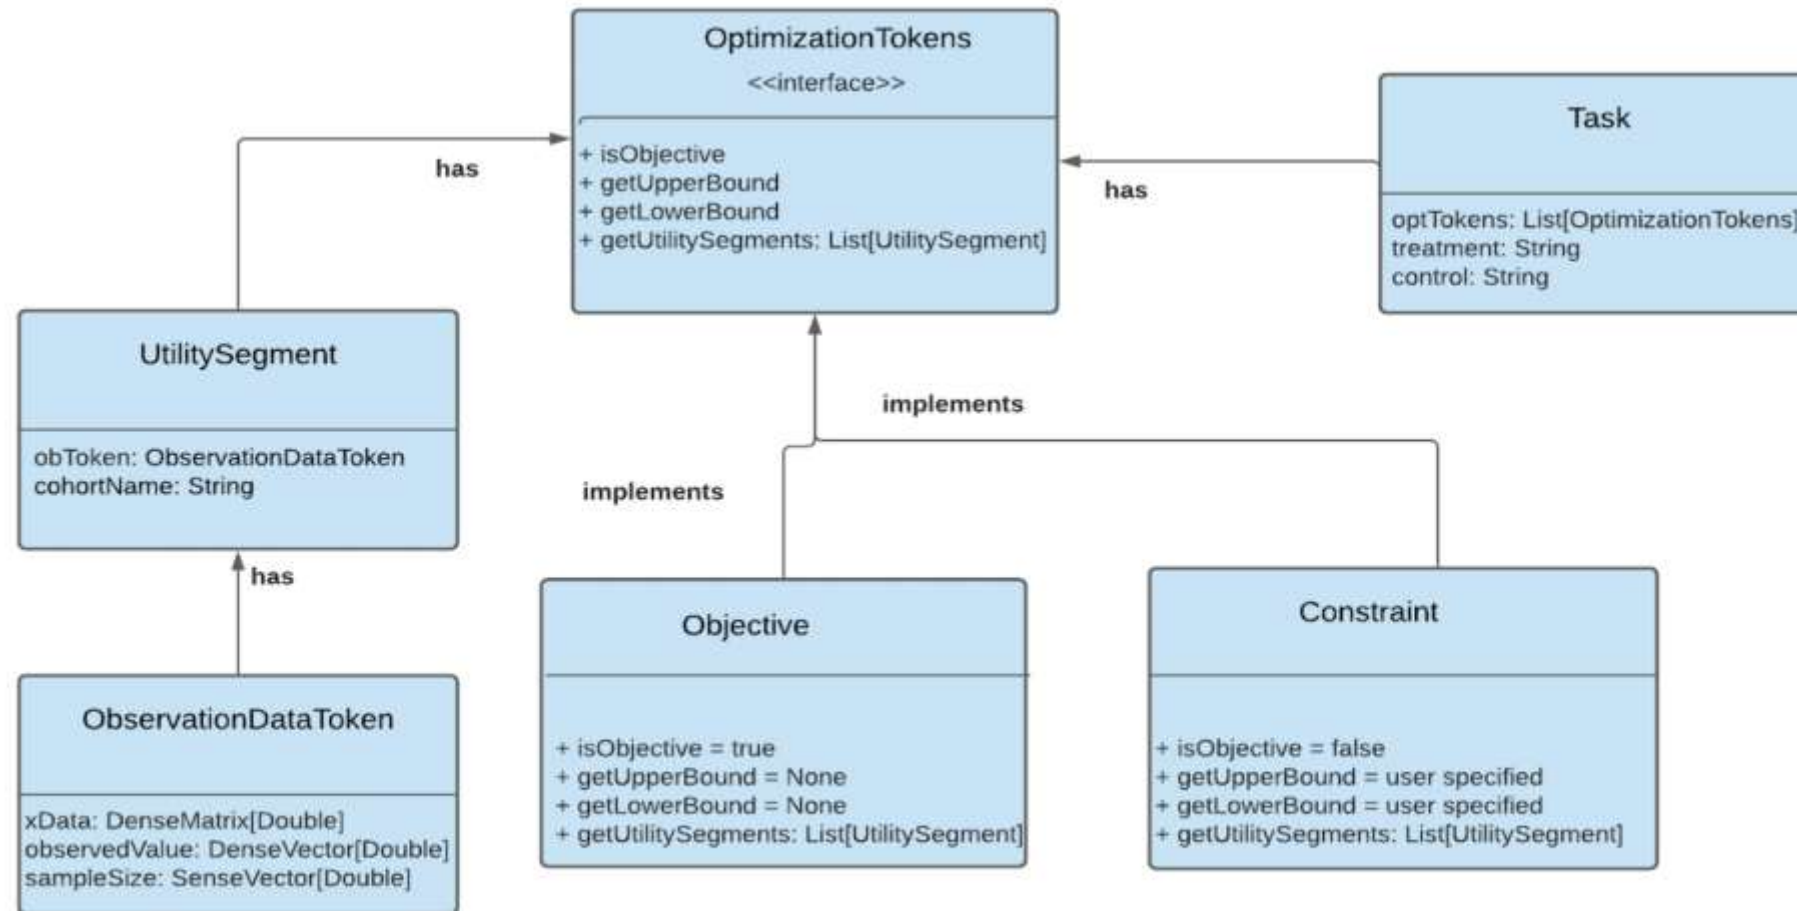 OptimizationTokens
<<interface>>
+ isObjective
+ getUpperBound
+ getLowerBound
+ getUtilitySegments: List[UtilitySegment]
Task
optTokens: List[OptimizationTokens]
treatment: String
control: String
has
has
UtilitySegment
obToken: ObservationDataToken
cohortName: String
implements
implements
has
ObservationDataToken
xData: DenseMatrix[Double]
observedValue: DenseVector[Double]
sampleSize: SenseVector[Double]
Objective
+ isObjective = true
+ getUpperBound = None
+ getLowerBound = None
+ getUtilitySegments: List[UtilitySegment]
Constraint
+ isObjective = false
+ getUpperBound = user specified
+ getLowerBound = user specified
+ getUtilitySegments: List[UtilitySegment]